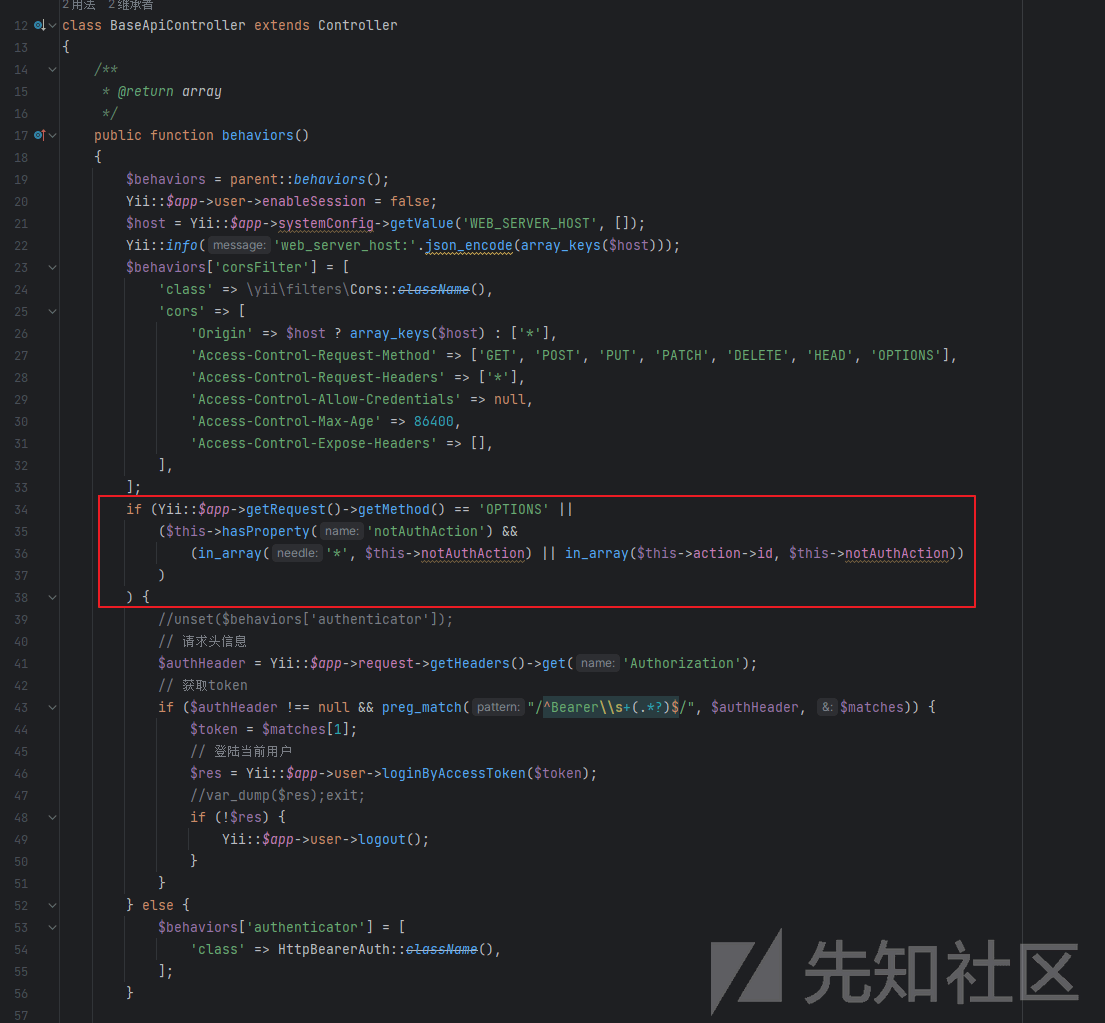 2 用法 2 继承者
12 class BaseApiController extends Controller
13 {
14 /**
15 * @return array
16 */
17 public function behaviors()
18 {
19 $behaviors = parent::behaviors();
20 Yii::$app->user->enableSession = false;
21 $host = Yii::$app->systemConfig->getValue('WEB_SERVER_HOST', []);
22 Yii::info( message: 'web_server_host:'.json_encode(array_keys($host)));
23 $behaviors['corsFilter'] = [
24 'class' => \yii\filters\Cors::className(),
25 'cors' => [
26 'Origin' => $host ? array_keys($host) : ['*'],
27 'Access-Control-Request-Method' => ['GET', 'POST', 'PUT', 'PATCH', 'DELETE', 'HEAD', 'OPTIONS'],
28 'Access-Control-Request-Headers' => ['*'],
29 'Access-Control-Allow-Credentials' => null,
30 'Access-Control-Max-Age' => 86400,
31 'Access-Control-Expose-Headers' => [],
32 ],
33 ];
34 if (Yii::$app->getRequest()->getMethod() == 'OPTIONS' ||
35 ($this->hasProperty( name: 'notAuthAction') &&
36 (in_array( needle: '*', $this->notAuthAction) || in_array($this->action->id, $this->notAuthAction))
37 )
38 ) {
39 //unset($behaviors['authenticator']);
40 // 请求头信息
41 $authHeader = Yii::$app->request->getHeaders()->get( name: 'Authorization');
42 // 获取token
43 if ($authHeader !== null && preg_match( pattern: "/^Bearer\\s+(.*?)$/", $authHeader, &: $matches)) {
44 $token = $matches[1];
45 // 登陆当前用户
46 $res = Yii::$app->user->loginByAccessToken($token);
47 //var_dump($res);exit;
48 if (!$res) {
49 Yii::$app->user->logout();
50 }
51 }
52 } else {
53 $behaviors['authenticator'] = [
54 'class' => HttpBearerAuth::className(),
55 ];
56 }
57
先知社区